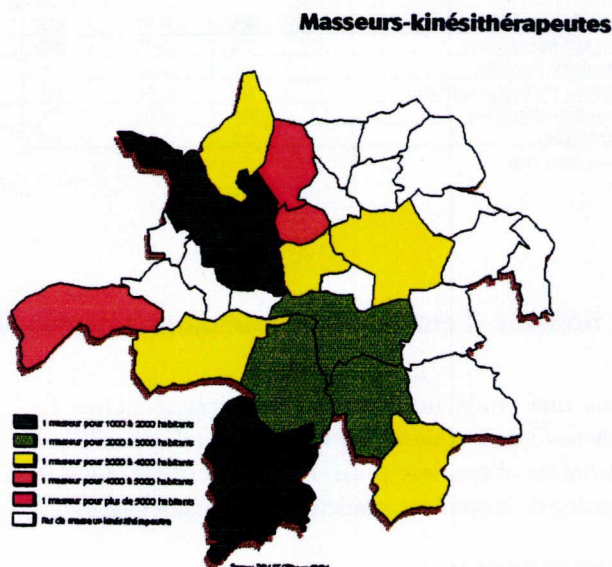 Masseurs-kinésithérapeutes
1 masseur pour 1000 à 2000 habitants
1 masseur pour 2000 à 3000 habitants
1 masseur pour 3000 à 4000 habitants
1 masseur pour 4000 à 5000 habitants
1 masseur pour plus de 5000 habitants
Pas de masseur-kinésithérapeutes